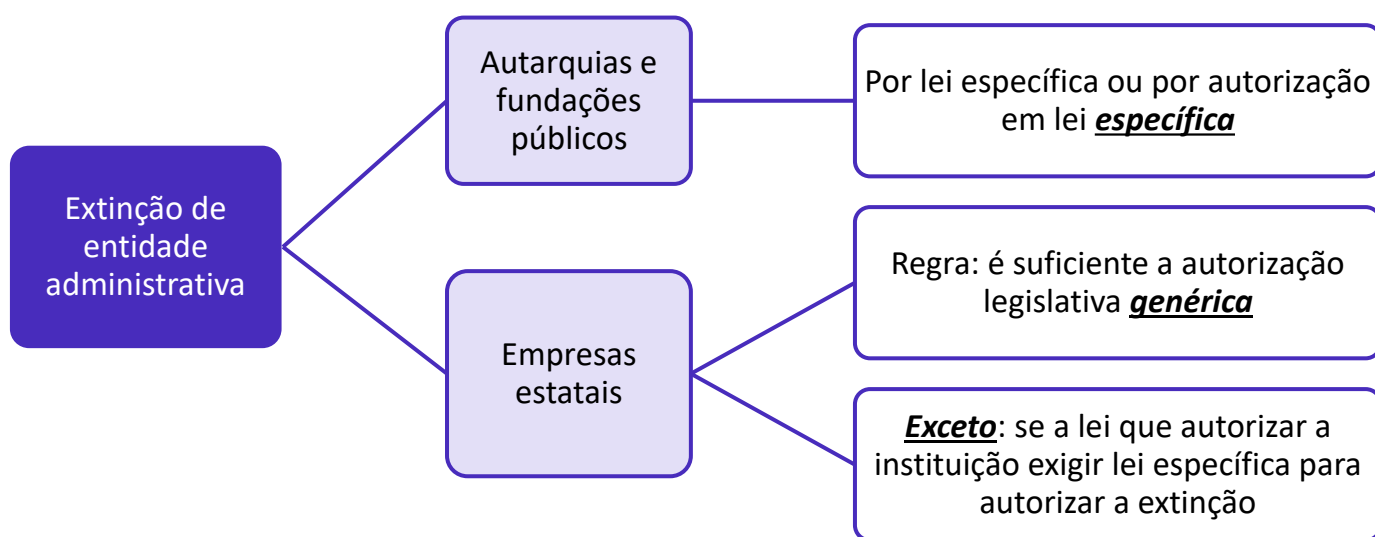 Extinção de
entidade
administrativa
Autarquias e
fundações
públicos
Por lei específica ou por autorização
em lei específica
Empresas
estatais
Regra: é suficiente a autorização
legislativa genérica
Exceto: se a lei que autorizar a
instituição exigir lei específica para
autorizar a extinção